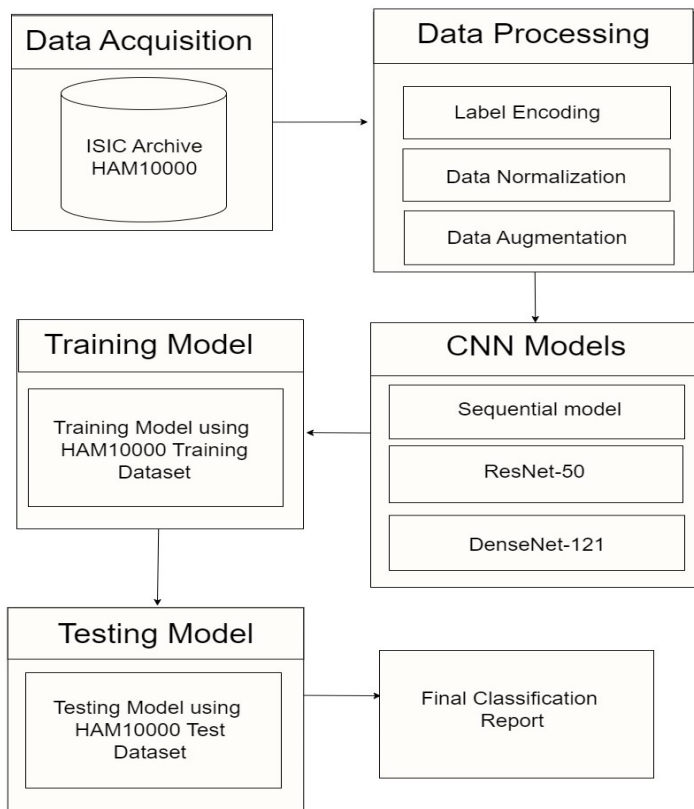 Data Acquisition
ISIC Archive
HAM10000
Data Processing
Label Encoding
Data Normalization
Data Augmentation
CNN Models
Sequential model
ResNet-50
DenseNet-121
Training Model
Training Model using
HAM10000 Training
Dataset
Testing Model
Testing Model using
HAM10000 Test
Dataset
Final Classification
Report